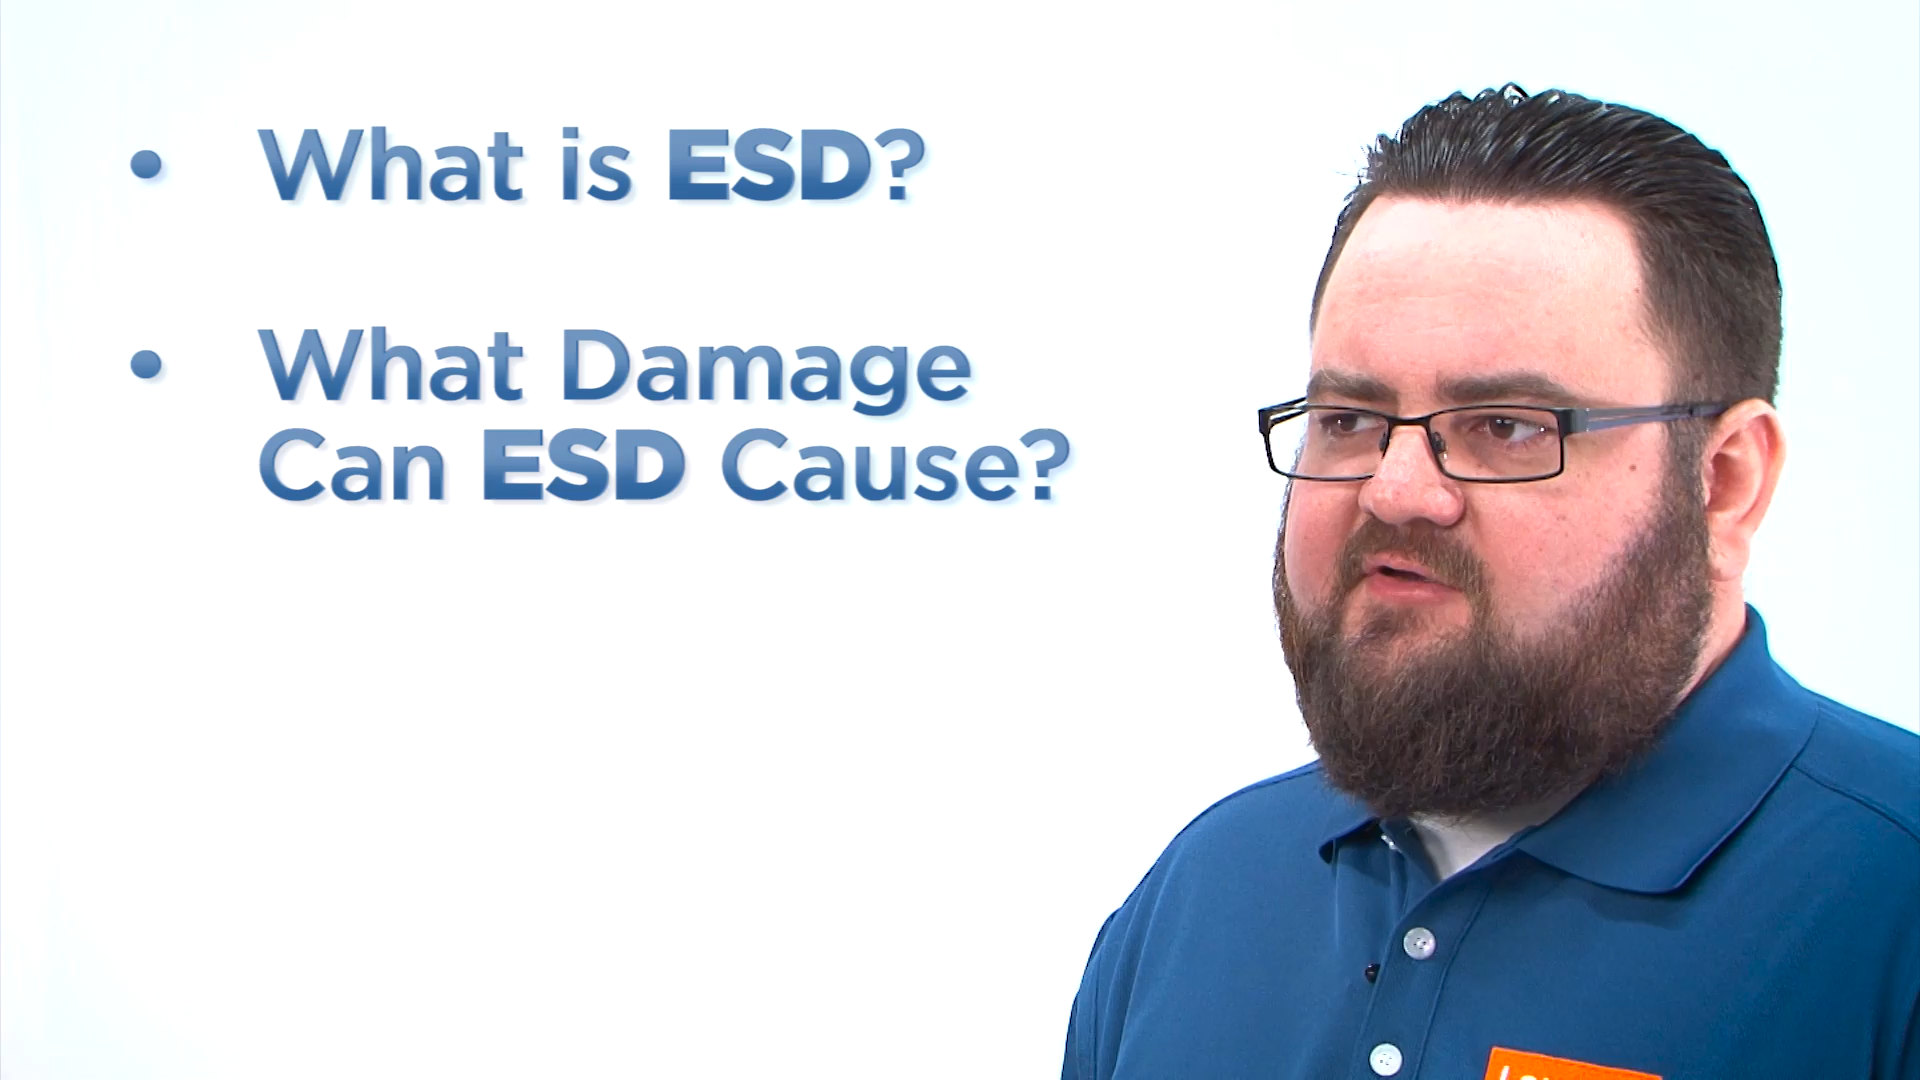 • What is ESD?
• What Damage
Can ESD Cause?